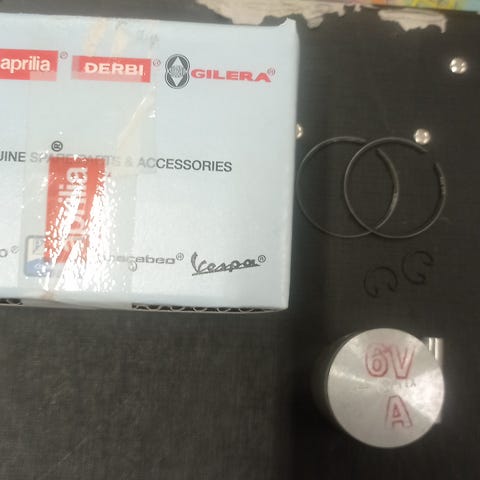 aprilia® DERBI® GILERA®
UINE SPARE PARTS & ACCESSORIES
®
aprilia
Vespa®
6V
A